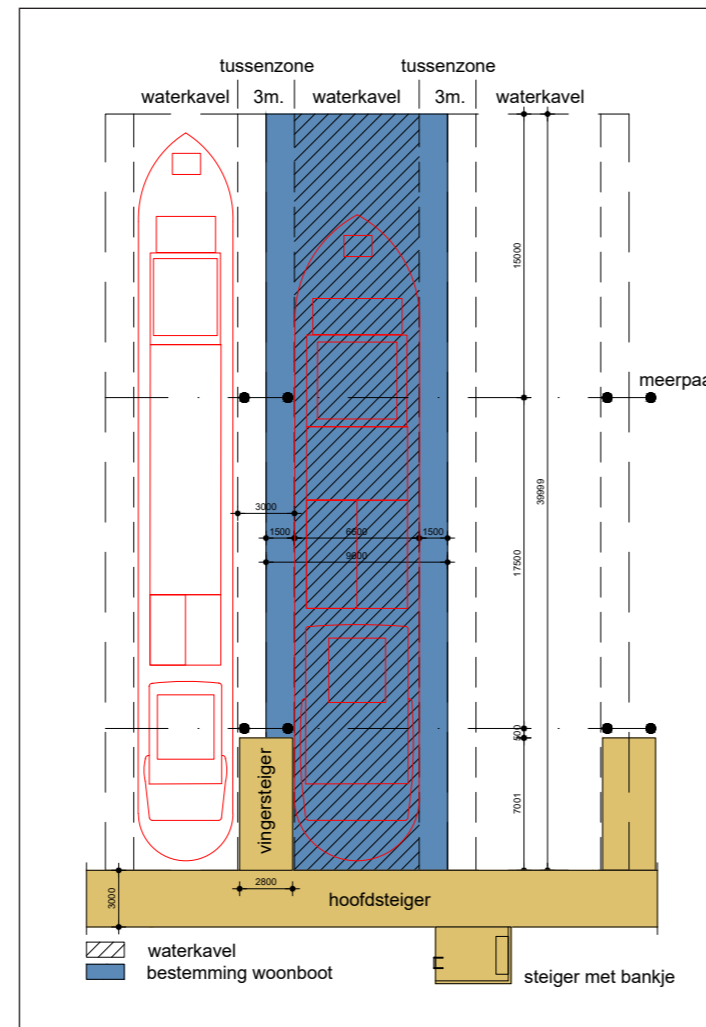 tussenzone tussenzone
waterkavel 3m. waterkavel 3m. waterkavel
15000
meerpaa
39999
3000
1500 6600 1500
9600
17500
500
7001
vingersteiger
2800
3000
hoofdsteiger
waterkavel
bestemming woonboot
steiger met bankje